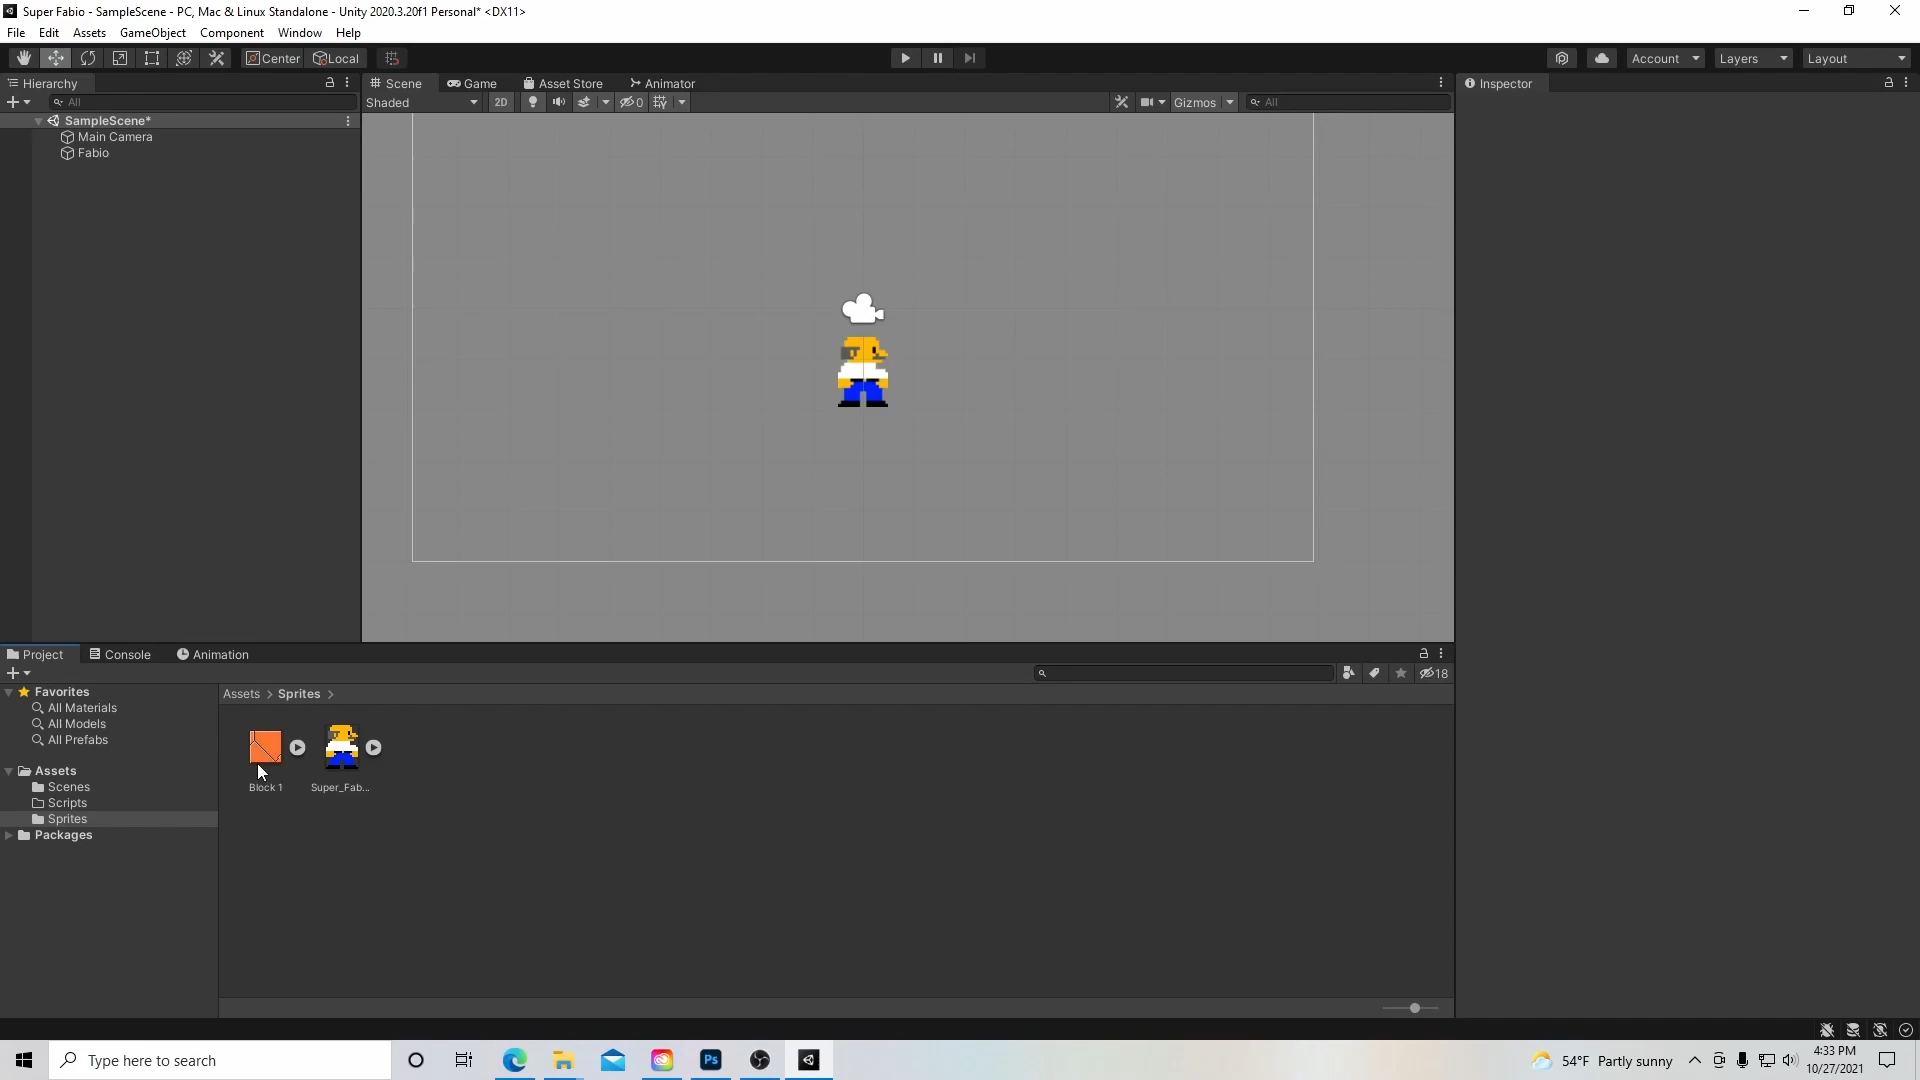 Super Fabio - SampleScene - PC, Mac & Linux Standalone - Unity 2020.3.20f1 Personal* <DX11>
File Edit Assets GameObject Component Window Help
Center Local Account Layers Layout
Hierarchy
Scene Game Asset Store Animator
Inspector
All
Shaded 2D 0 Gizmos All
SampleScene*
Main Camera
Fabio
Project Console Animation
18
Favorites
All Materials
All Models
All Prefabs
Assets
Scenes
Scripts
Sprites
Packages
Assets > Sprites >
Block 1 Super_Fab...
Type here to search
Ps
54°F Partly sunny
4:33 PM
10/27/2021